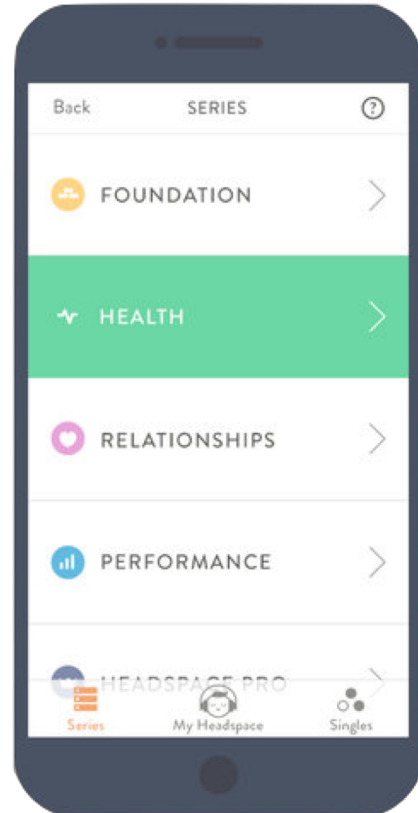 Back SERIES ?
FOUNDATION
HEALTH
RELATIONSHIPS
PERFORMANCE
HEADSPACE PRO
Series My Headspace Singles